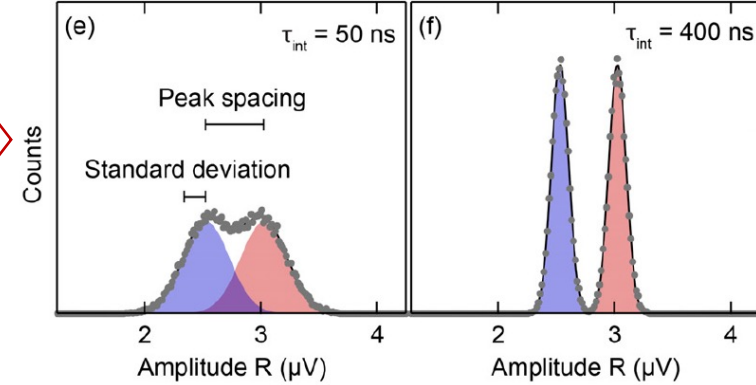 (e)
τint = 50 ns
Peak spacing
Standard deviation
Counts
2 3 4
Amplitude R (μV)
(f)
τint = 400 ns
2 3 4
Amplitude R (μV)